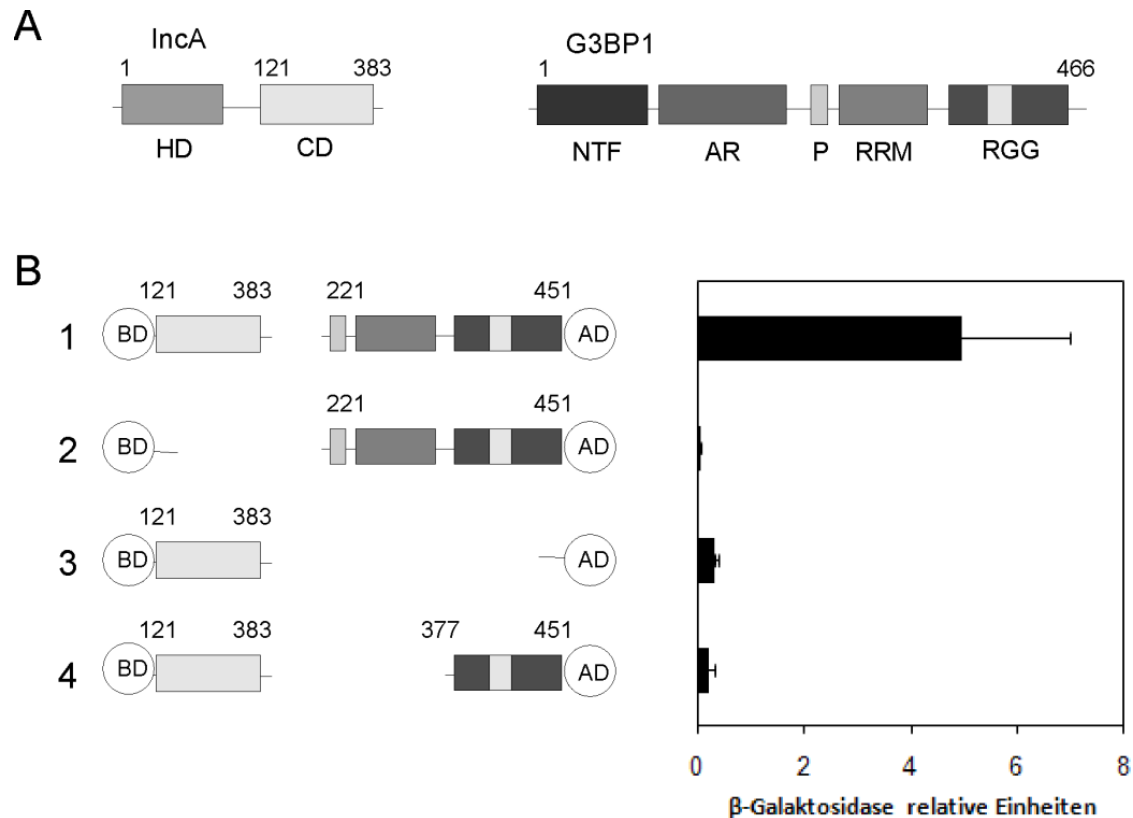 A
IncA
1 121 383
HD CD
G3BP1
1 466
NTF AR P RRM RGG
B
121 383 221 451
1 BD AD
221 451
2 BD AD
121 383
3 BD AD
121 383 377 451
4 BD AD
0 2 4 6 8
β-Galaktosidase relative Einheiten